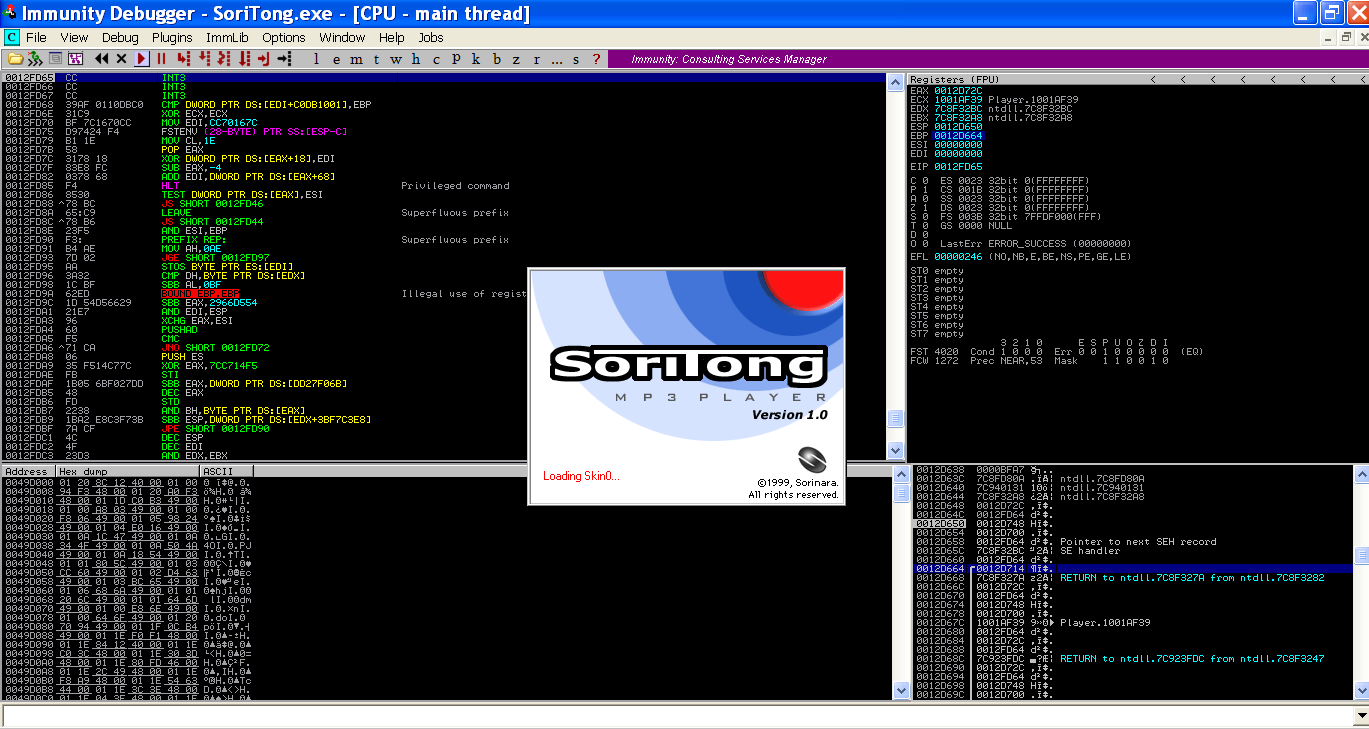 Immunity Debugger - SoriTong.exe - [CPU - main thread]
C File View Debug Plugins ImmLib Options Window Help Jobs
l e m t w h c P k b z r ... s ?
Immunity: Consulting Services Manager
0012FD65 CC INT3
0012FD66 CC INT3
0012FD67 CC INT3
0012FD68 39AF 0110DBC0 CMP DWORD PTR DS:[EDI+C0DB1001],EBP
0012FD6E 31C9 XOR ECX,ECX
0012FD70 BF 7C1670CC MOV EDI,CC70167C
0012FD75 D97424 F4 FSTENV (28-BYTE) PTR SS:[ESP-C]
0012FD79 B1 1E MOV CL,1E
0012FD7B 58 POP EAX
0012FD7C 3178 18 XOR DWORD PTR DS:[EAX+18],EDI
0012FD7F 83E8 FC SUB EAX,-4
0012FD82 0378 68 ADD EDI,DWORD PTR DS:[EAX+68]
0012FD85 F4 HLT Privileged command
0012FD86 8530 TEST DWORD PTR DS:[EAX],ESI
0012FD88 ^78 BC JS SHORT 0012FD46
0012FD8A 65:C9 LEAVE Superfluous prefix
0012FD8C ^78 B6 JS SHORT 0012FD44
0012FD8E 23F5 AND ESI,EBP
0012FD90 F3: PREFIX REP: Superfluous prefix
0012FD91 B4 AE MOV AH,0AE
0012FD93 7D 02 JGE SHORT 0012FD97
0012FD95 AA STOS BYTE PTR ES:[EDI]
0012FD96 3A32 CMP DH,BYTE PTR DS:[EDX]
0012FD98 1C BF SBB AL,0BF
0012FD9A 62ED BOUND EBP,EBP Illegal use of regist
0012FD9C 1D 54D56629 SBB EAX,2966D554
0012FDA1 21E7 AND EDI,ESP
0012FDA3 96 XCHG EAX,ESI
0012FDA4 60 PUSHAD
0012FDA5 F5 CMC
0012FDA6 ^71 CA JNO SHORT 0012FD72
0012FDA8 06 PUSH ES
0012FDA9 35 F514C77C XOR EAX,7CC714F5
0012FDAE FB STI
0012FDAF 1B05 6BF027DD SBB EAX,DWORD PTR DS:[DD27F06B]
0012FDB5 48 DEC EAX
0012FDB6 FD STD
0012FDB7 2238 AND BH,BYTE PTR DS:[EAX]
0012FDB9 1BA2 E8C3F73B SBB ESP,DWORD PTR DS:[EDX+3BF7C3E8]
0012FDBF 7A CF JPE SHORT 0012FD90
0012FDC1 4C DEC ESP
0012FDC2 4F DEC EDI
0012FDC3 23D3 AND EDX,EBX
Registers (FPU) < < < < < < < <
EAX 0012D72C
ECX 1001AF39 Player.1001AF39
EDX 7C8F32BC ntdll.7C8F32BC
EBX 7C8F32A8 ntdll.7C8F32A8
ESP 0012D650
EBP 0012D664
ESI 00000000
EDI 00000000
EIP 0012FD65
C 0 ES 0023 32bit 0(FFFFFFFF)
P 1 CS 001B 32bit 0(FFFFFFFF)
A 0 SS 0023 32bit 0(FFFFFFFF)
Z 1 DS 0023 32bit 0(FFFFFFFF)
S 0 FS 003B 32bit 7FFDF000(FFF)
T 0 GS 0000 NULL
D 0
O 0 LastErr ERROR_SUCCESS (00000000)
EFL 00000246 (NO,NB,E,BE,NS,PE,GE,LE)
ST0 empty
ST1 empty
ST2 empty
ST3 empty
ST4 empty
ST5 empty
ST6 empty
ST7 empty
3 2 1 0 E S P U O Z D I
FST 4020 Cond 1 0 0 0 Err 0 0 1 0 0 0 0 0 (EQ)
FCW 1272 Prec NEAR,53 Mask 1 1 0 0 1 0
SoriTong
MP3 PLAYER
Version 1.0
Loading Skin0...
©1999, Sorinara.
All rights reserved.
Address Hex dump ASCII
0049D000 01 20 8C 12 40 00 01 00
0049D008 94 F3 48 00 01 20 A0 F3
0049D010 48 00 01 1D C0 B3 49 00
0049D018 01 00 A8 03 49 00 01 00
0049D020 F8 06 49 00 01 05 98 24
0049D028 49 00 01 04 E0 16 49 00
0049D030 01 0A 1C 47 49 00 01 0A
0049D038 34 4F 49 00 01 0A 50 4A
0049D040 49 00 01 0A 18 54 49 00
0049D048 01 01 80 5C 49 00 01 03
0049D050 CC 60 49 00 01 02 D4 63
0049D058 49 00 01 03 BC 65 49 00
0049D060 01 06 68 6A 49 00 01 00
0049D068 20 6C 49 00 01 01 64 6D
0049D070 49 00 01 00 E8 6E 49 00
0049D078 01 00 64 6F 49 00 01 20
0049D080 70 94 49 00 01 1F 0C B4
0049D088 49 00 01 1E F0 F1 48 00
0049D090 01 1E 84 12 40 00 01 1E
0049D098 C0 3C 48 00 01 1E 30 3D
0049D0A0 48 00 01 1E 80 FD 46 00
0049D0A8 01 1E 2C 49 48 00 01 1E
0049D0B0 F8 A9 48 00 01 1E 54 63
0049D0B8 44 00 01 1E 3C 3E 48 00
0049D0C0 01 1E 04 3F 48 00 01 1E
0012D638 0000BFA7
0012D63C 7C8FD80A ntdll.7C8FD80A
0012D640 7C940131 ntdll.7C940131
0012D644 7C8F32A8 ntdll.7C8F32A8
0012D648 0012D72C
0012D64C 0012FD64
0012D650 0012D748
0012D654 0012D700
0012D658 0012FD64 Pointer to next SEH record
0012D65C 7C8F32BC SE handler
0012D660 0012FD64
0012D664 0012D714
0012D668 7C8F327A RETURN to ntdll.7C8F327A from ntdll.7C8F3282
0012D66C 0012D72C
0012D670 0012FD64
0012D674 0012D748
0012D678 0012D700
0012D67C 1001AF39 Player.1001AF39
0012D680 0012FD64
0012D684 0012D72C
0012D688 0012FD64
0012D68C 7C923FDC RETURN to ntdll.7C923FDC from ntdll.7C8F3247
0012D690 0012D72C
0012D694 0012FD64
0012D698 0012D748
0012D69C 0012D700